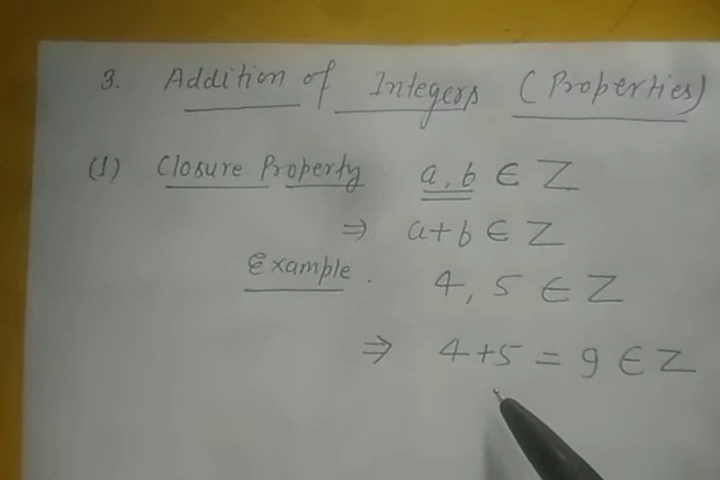 3. Addition of Integers (Properties)
(1) Closure Property a, b ∈ Z
⇒ a+b ∈ Z
Example. 4, 5 ∈ Z
⇒ 4+5 = 9 ∈ Z